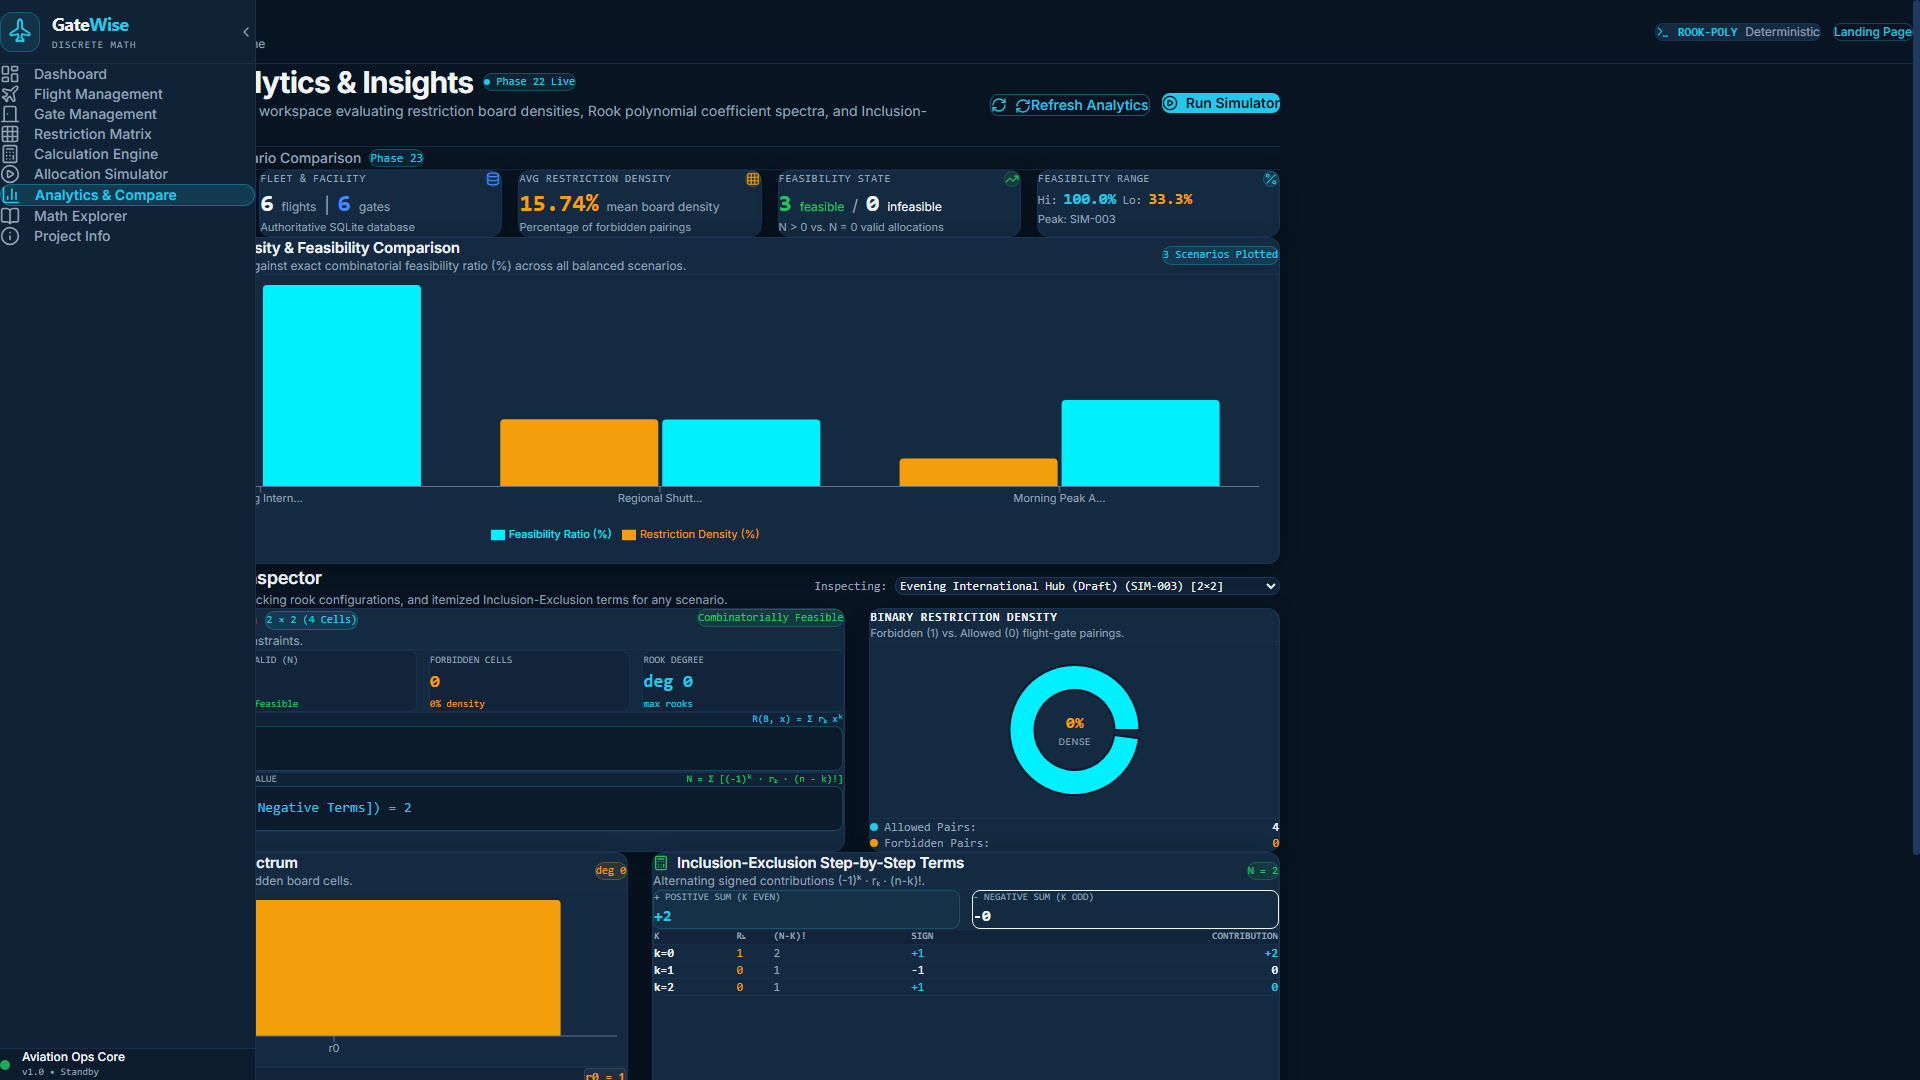 GateWise
DISCRETE MATH
Dashboard
Flight Management
Gate Management
Restriction Matrix
Calculation Engine
Allocation Simulator
Analytics & Compare
Math Explorer
Project Info
Aviation Ops Core
v1.0 • Standby
ne
>_ ROOK-POLY Deterministic
Landing Page
lytics & Insights
Phase 22 Live
workspace evaluating restriction board densities, Rook polynomial coefficient spectra, and Inclusion-
Refresh Analytics
Run Simulator
ario Comparison
Phase 23
FLEET & FACILITY
6 flights | 6 gates
Authoritative SQLite database
AVG RESTRICTION DENSITY
15.74% mean board density
Percentage of forbidden pairings
FEASIBILITY STATE
3 feasible / 0 infeasible
N > 0 vs. N = 0 valid allocations
FEASIBILITY RANGE
Hi: 100.0% Lo: 33.3%
Peak: SIM-003
sity & Feasibility Comparison
gainst exact combinatorial feasibility ratio (%) across all balanced scenarios.
3 Scenarios Plotted
g Intern...
Regional Shutt...
Morning Peak A...
Feasibility Ratio (%)
Restriction Density (%)
nspector
cking rook configurations, and itemized Inclusion-Exclusion terms for any scenario.
Inspecting:
Evening International Hub (Draft) (SIM-003) [2×2]
2 × 2 (4 Cells)
Combinatorially Feasible
nstraints.
ALID (N)
Feasible
FORBIDDEN CELLS
0
0% density
ROOK DEGREE
deg 0
max rooks
R(B, x) = Σ rₖ xᵏ
ALUE
N = Σ [(-1)ᵏ · rₖ · (n - k)!]
Negative Terms]) = 2
BINARY RESTRICTION DENSITY
Forbidden (1) vs. Allowed (0) flight-gate pairings.
0%
DENSE
Allowed Pairs: 4
Forbidden Pairs: 0
ctrum
deg 0
dden board cells.
r0
r0 = 1
Inclusion-Exclusion Step-by-Step Terms
N = 2
Alternating signed contributions (-1)ᵏ · rₖ · (n-k)!.
+ POSITIVE SUM (K EVEN)
+2
- NEGATIVE SUM (K ODD)
-0
K Rₖ (N-K)! SIGN CONTRIBUTION
k=0 1 2 +1 +2
k=1 0 1 -1 0
k=2 0 1 +1 0